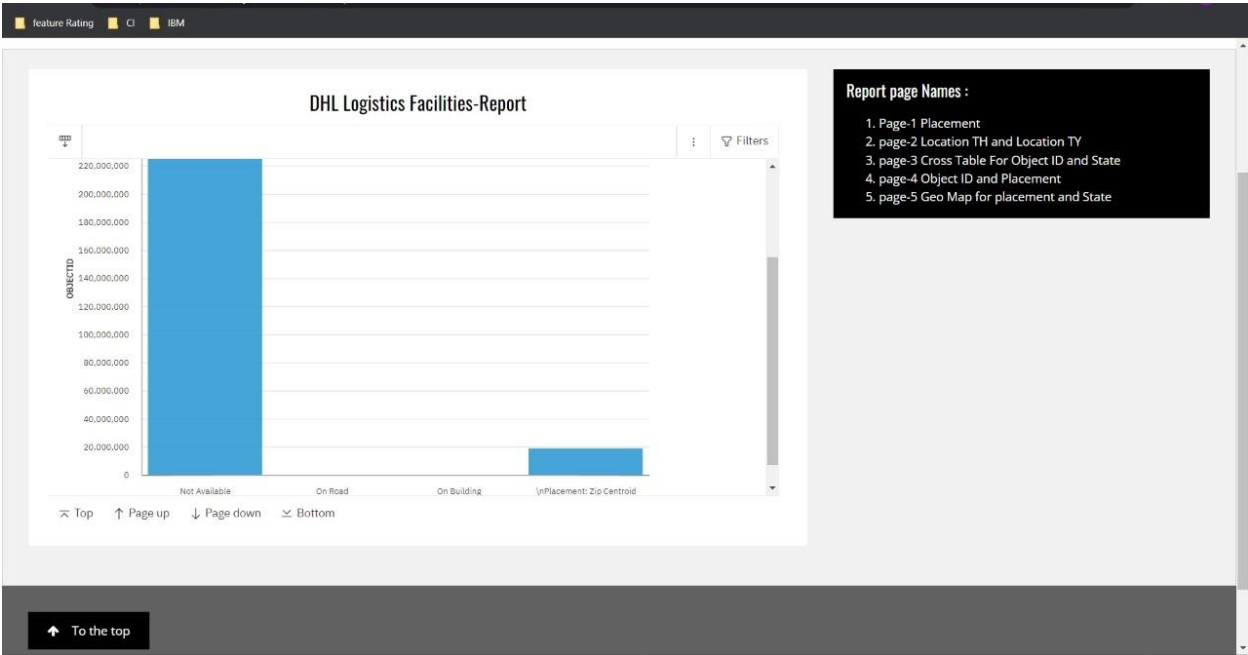 feature Rating CI IBM
DHL Logistics Facilities-Report
Filters
220,000,000
200,000,000
180,000,000
160,000,000
140,000,000
120,000,000
100,000,000
80,000,000
60,000,000
40,000,000
20,000,000
0
OBJECTID
Not Available On Road On Building \nPlacement: Zip Centroid
Top Page up Page down Bottom
Report page Names :
1. Page-1 Placement
2. page-2 Location TH and Location TY
3. page-3 Cross Table For Object ID and State
4. page-4 Object ID and Placement
5. page-5 Geo Map for placement and State
To the top